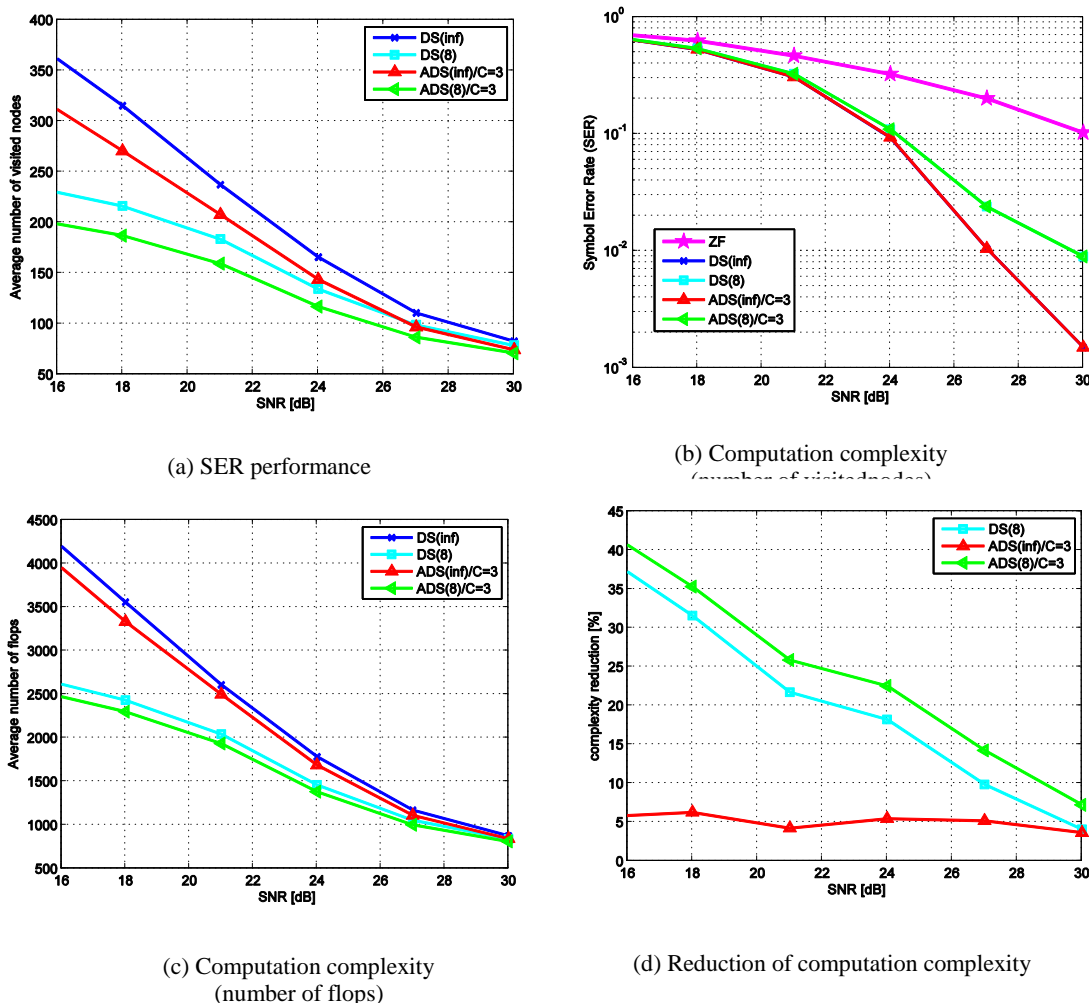 400
350
300
250
200
150
100
50
16 18 20 22 24 26 28 30
Average number of visited nodes
SNR [dB]
DS(inf)
DS(8)
ADS(inf)/C=3
ADS(8)/C=3
(a) SER performance
10^0
10^-1
10^-2
10^-3
16 18 20 22 24 26 28 30
Symbol Error Rate (SER)
SNR [dB]
ZF
DS(inf)
DS(8)
ADS(inf)/C=3
ADS(8)/C=3
(b) Computation complexity
(number of visitednodes)
4500
4000
3500
3000
2500
2000
1500
1000
500
16 18 20 22 24 26 28 30
Average number of flops
SNR [dB]
DS(inf)
DS(8)
ADS(inf)/C=3
ADS(8)/C=3
(c) Computation complexity
(number of flops)
45
40
35
30
25
20
15
10
5
0
16 18 20 22 24 26 28 30
complexity reduction [%]
SNR [dB]
DS(8)
ADS(inf)/C=3
ADS(8)/C=3
(d) Reduction of computation complexity